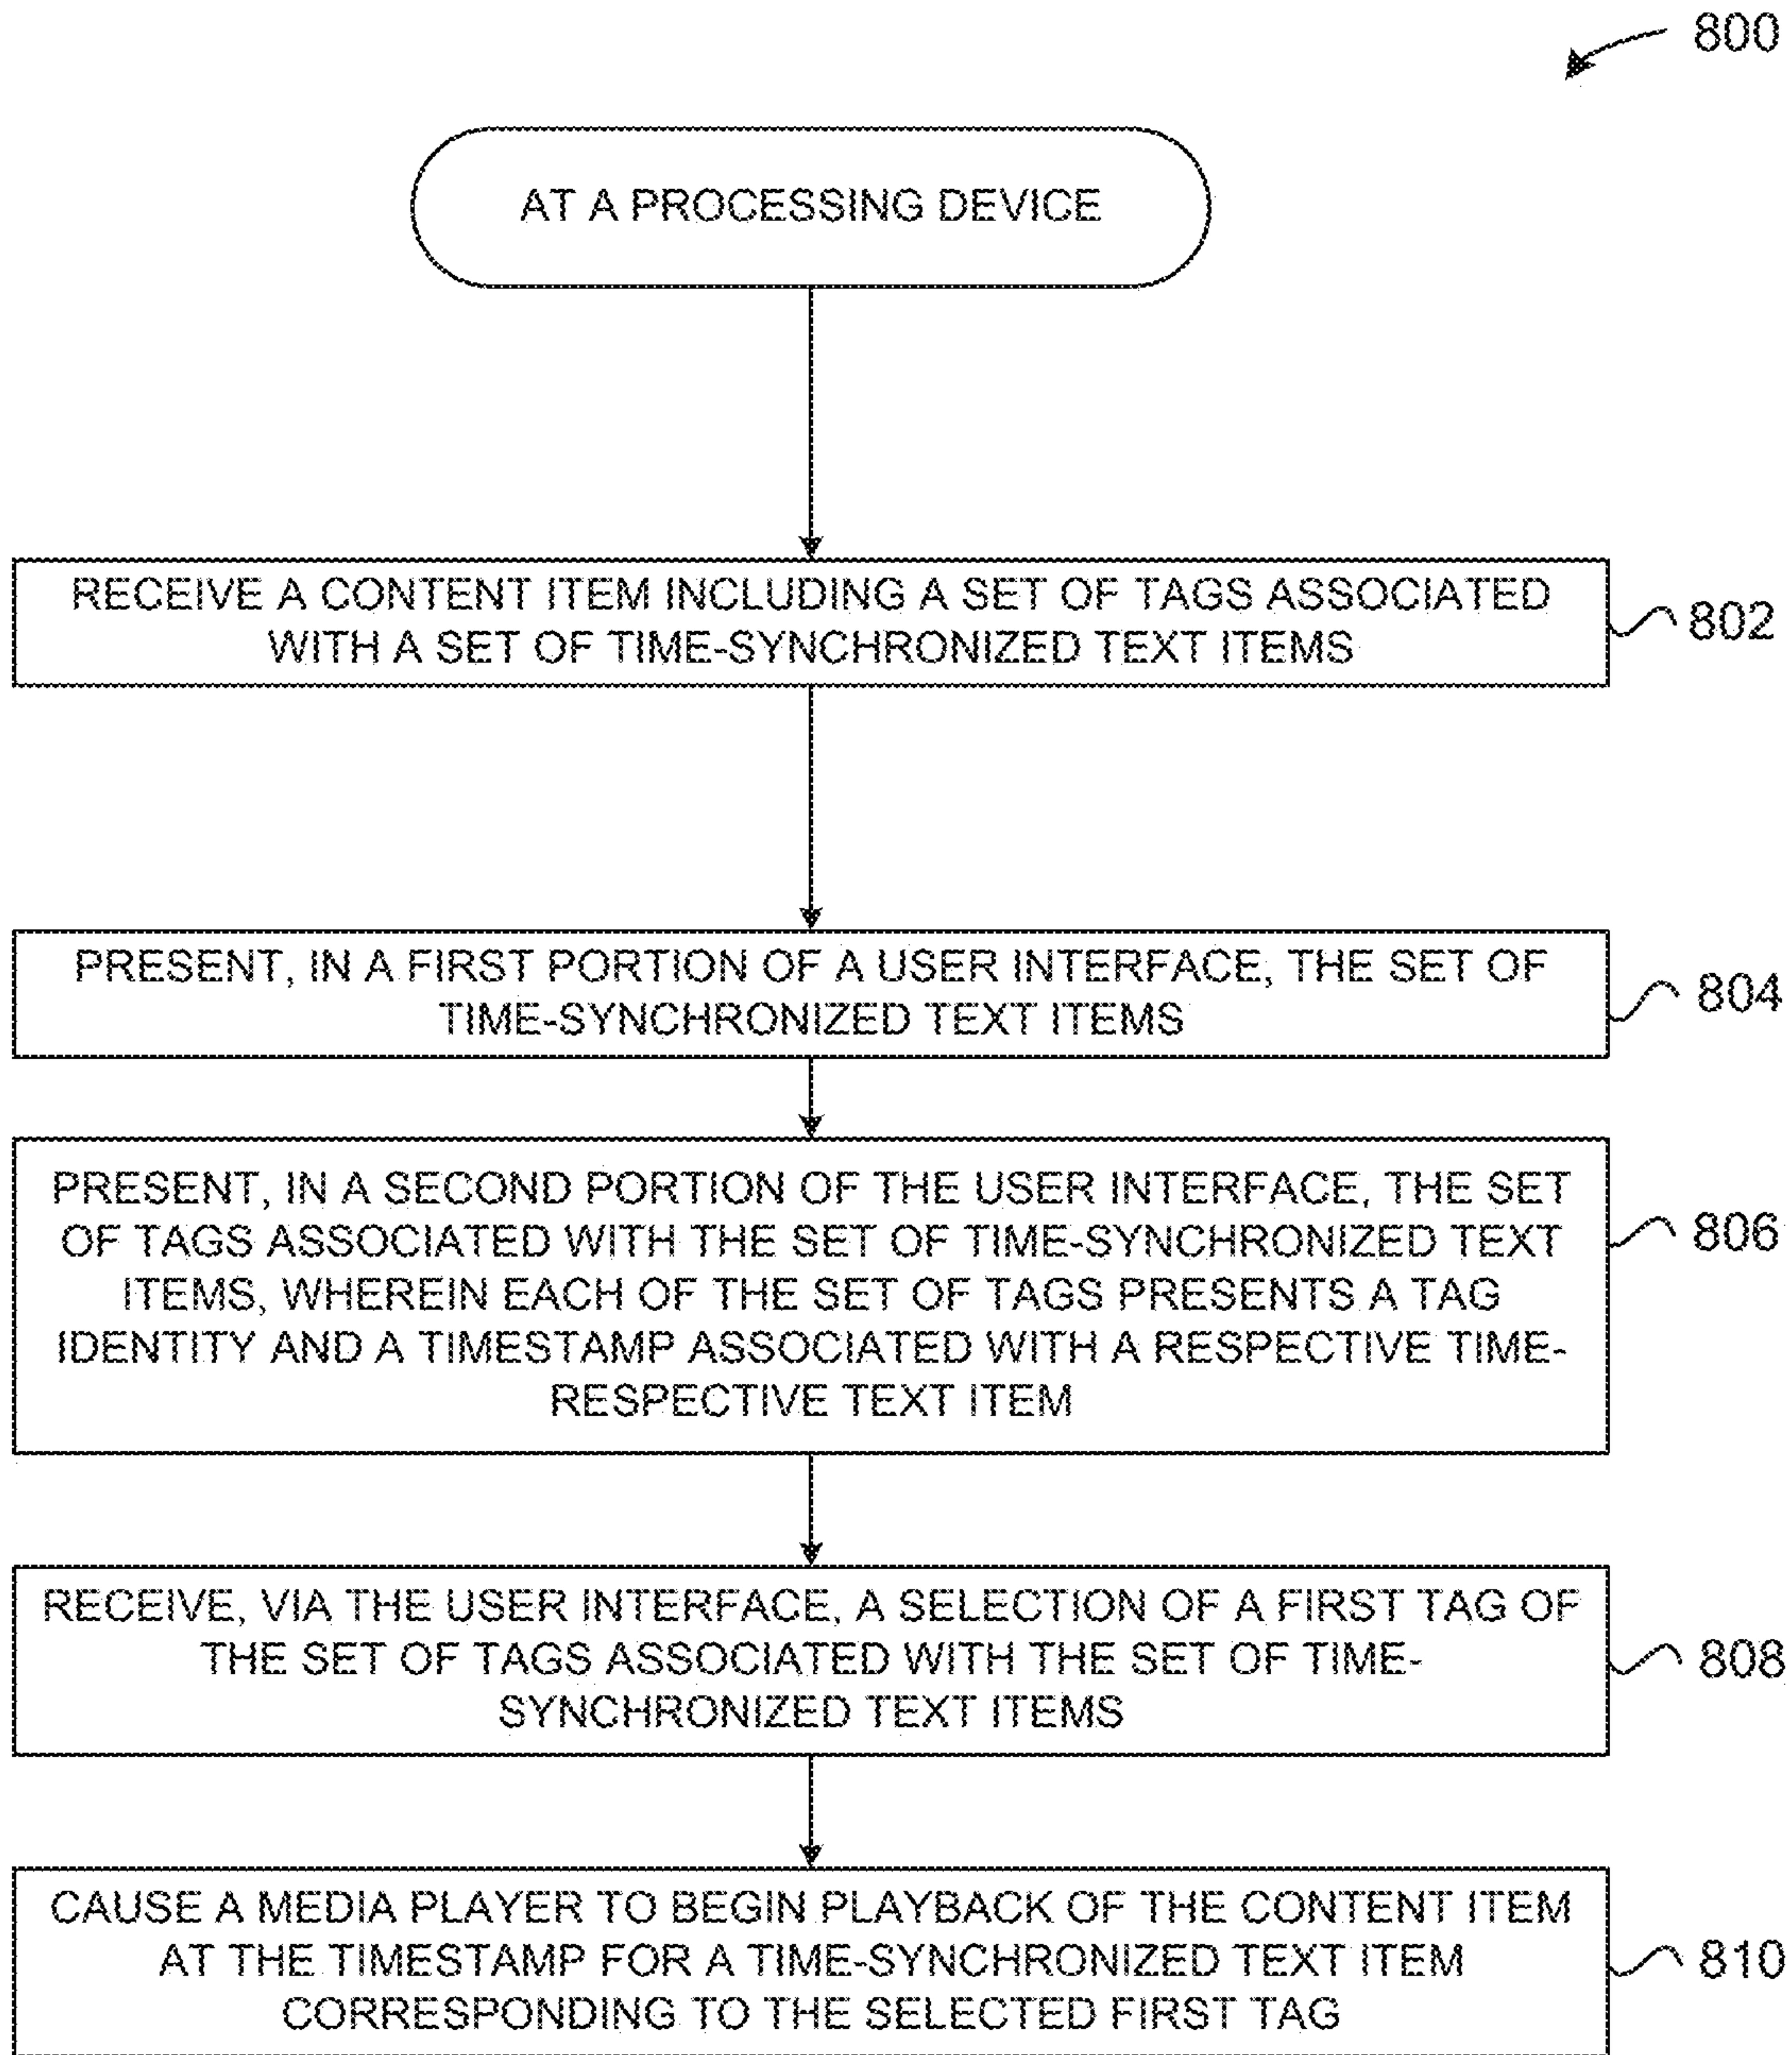 800
AT A PROCESSING DEVICE
RECEIVE A CONTENT ITEM INCLUDING A SET OF TAGS ASSOCIATED
WITH A SET OF TIME-SYNCHRONIZED TEXT ITEMS
802
PRESENT, IN A FIRST PORTION OF A USER INTERFACE, THE SET OF
TIME-SYNCHRONIZED TEXT ITEMS
804
PRESENT, IN A SECOND PORTION OF THE USER INTERFACE, THE SET
OF TAGS ASSOCIATED WITH THE SET OF TIME-SYNCHRONIZED TEXT
ITEMS, WHEREIN EACH OF THE SET OF TAGS PRESENTS A TAG
IDENTITY AND A TIMESTAMP ASSOCIATED WITH A RESPECTIVE TIME-
RESPECTIVE TEXT ITEM
806
RECEIVE, VIA THE USER INTERFACE, A SELECTION OF A FIRST TAG OF
THE SET OF TAGS ASSOCIATED WITH THE SET OF TIME-
SYNCHRONIZED TEXT ITEMS
808
CAUSE A MEDIA PLAYER TO BEGIN PLAYBACK OF THE CONTENT ITEM
AT THE TIMESTAMP FOR A TIME-SYNCHRONIZED TEXT ITEM
CORRESPONDING TO THE SELECTED FIRST TAG
810